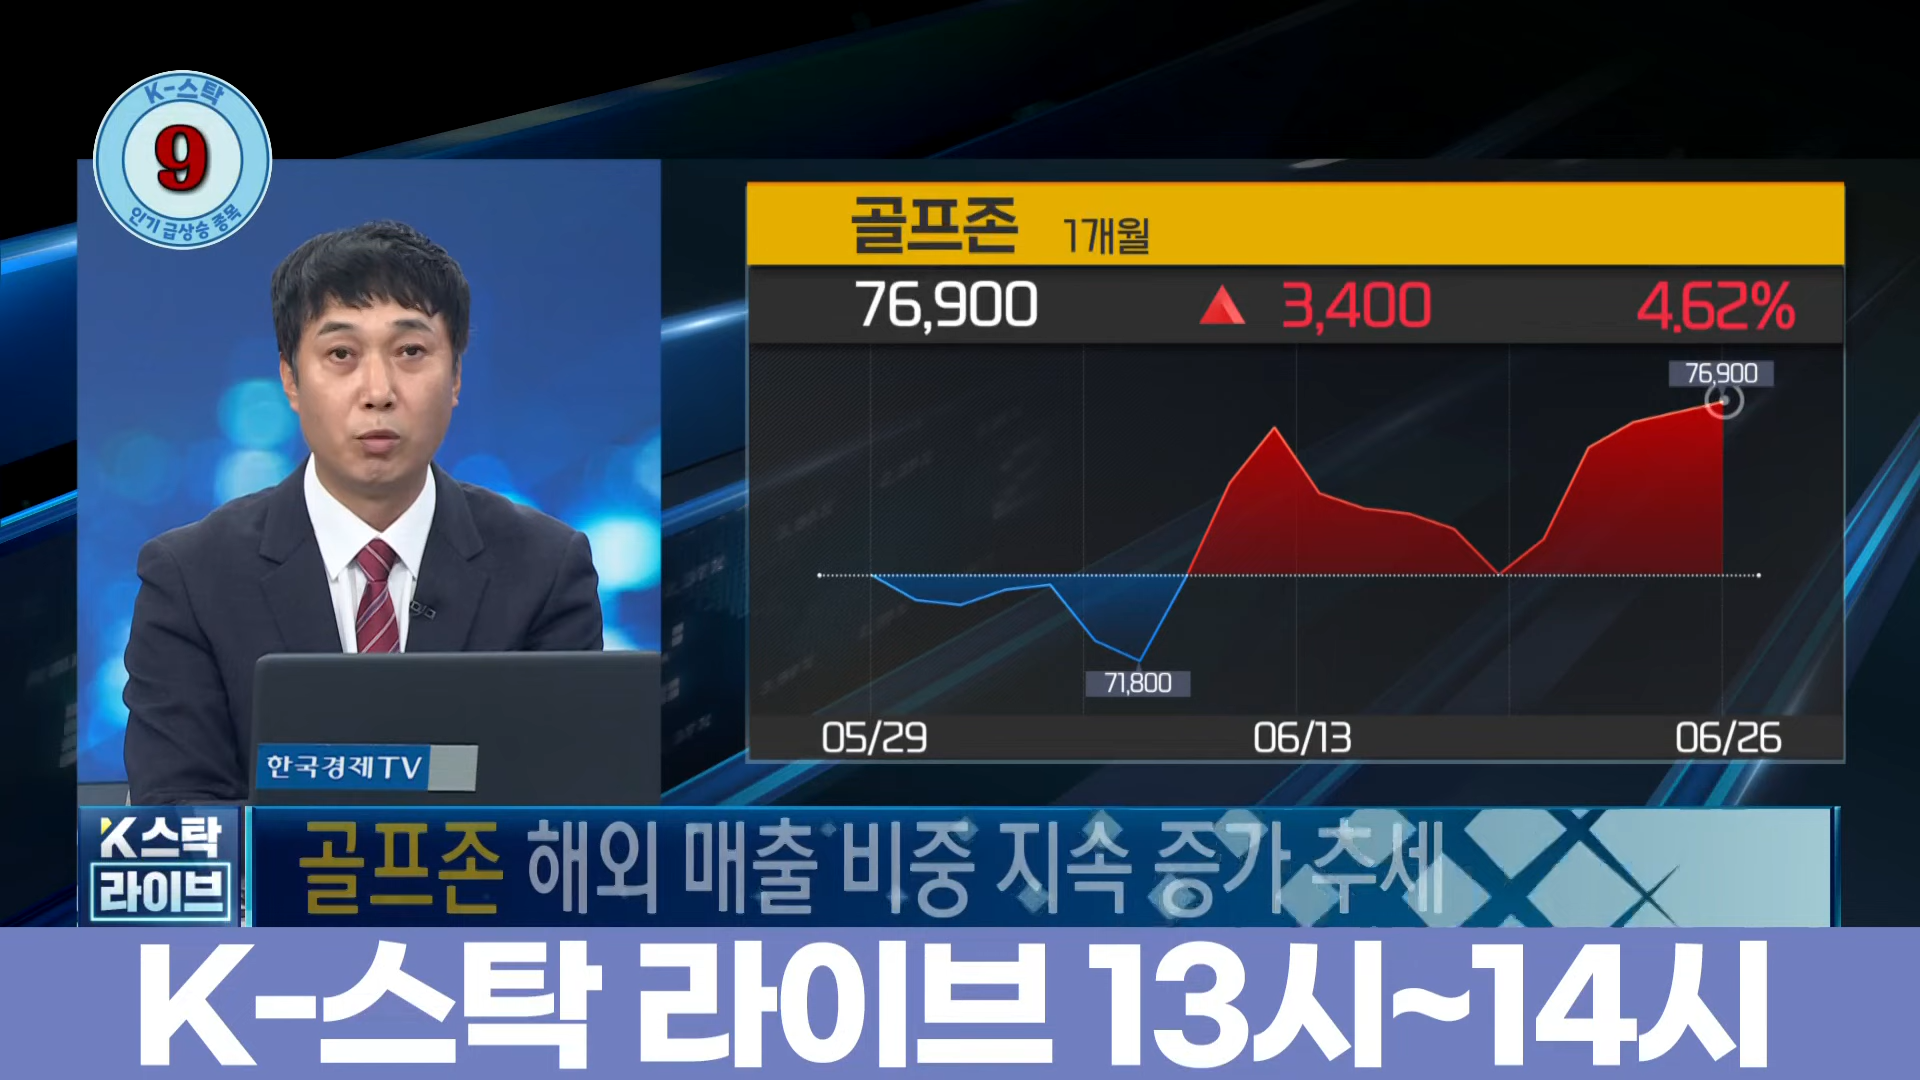 K-스탁
9
인기 급상승 종목
골프존 1개월
76,900 ▲ 3,400 4.62%
76,900
71,800
05/29 06/13 06/26
한국경제TV
K스탁
라이브
골프존 해외 매출 비중 지속 증가 추세
K-스탁 라이브 13시~14시